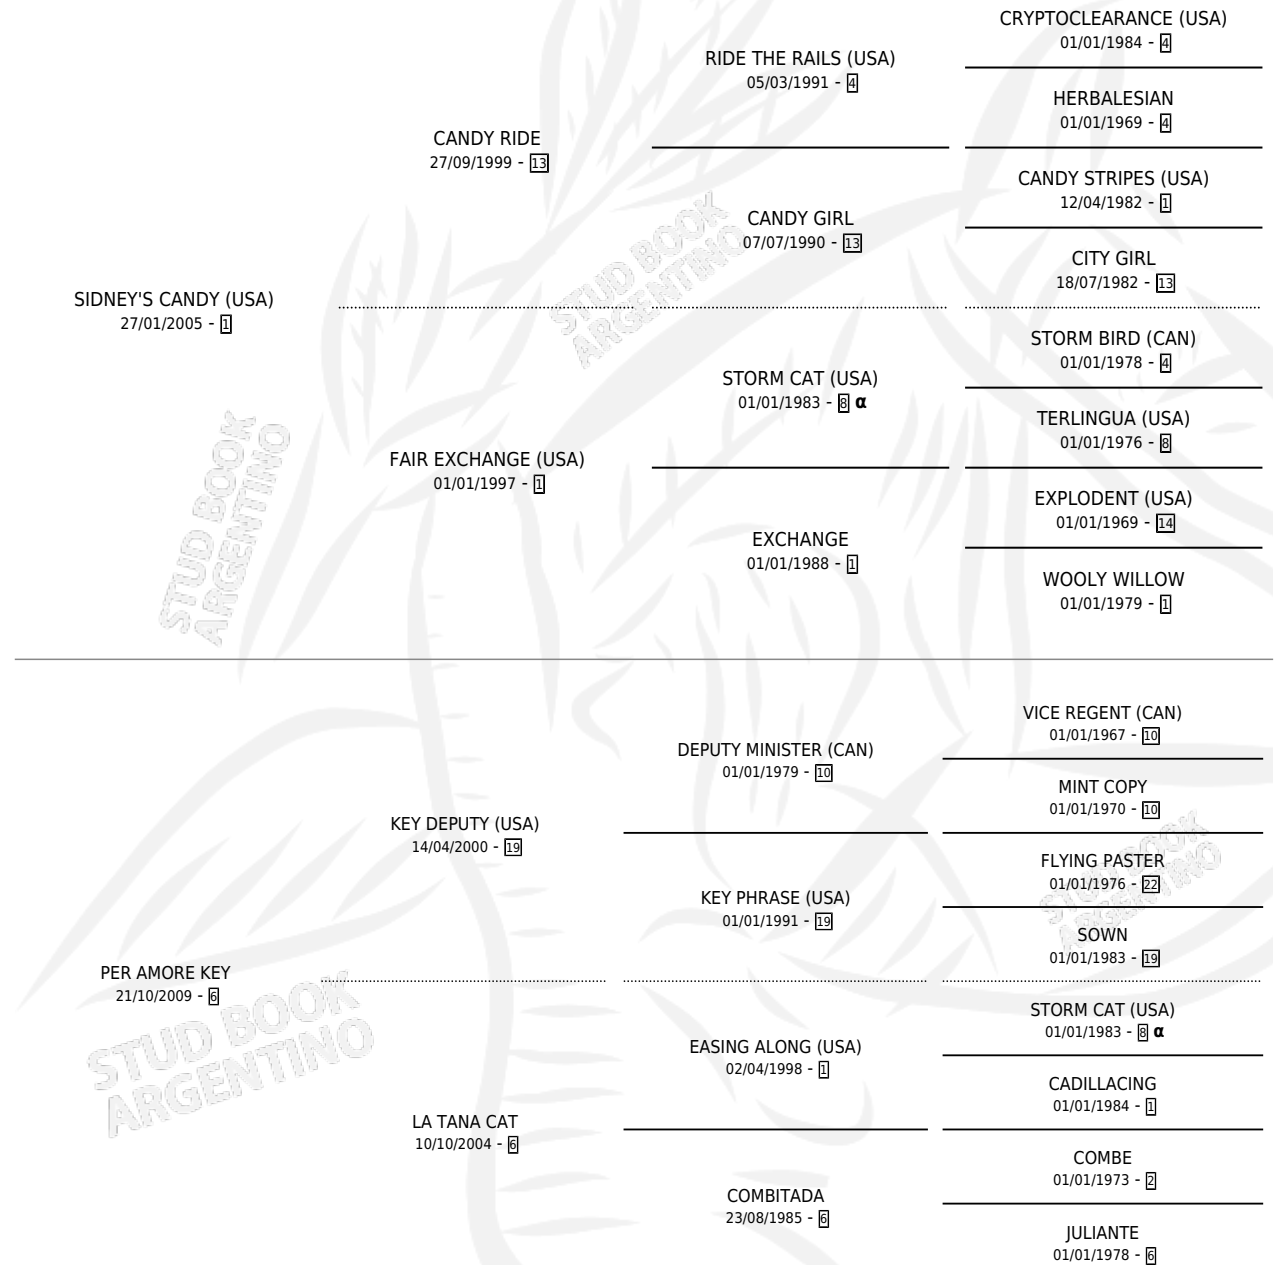 CRYPTOCLEARANCE (USA)
01/01/1984 - 4
RIDE THE RAILS (USA)
05/03/1991 - 4
HERBALESIAN
01/01/1969 - 4
CANDY RIDE
27/09/1999 - 13
CANDY STRIPES (USA)
12/04/1982 - 1
CANDY GIRL
07/07/1990 - 13
CITY GIRL
18/07/1982 - 13
SIDNEY'S CANDY (USA)
27/01/2005 - 1
STUD BOOK
ARGENTINO
STORM BIRD (CAN)
01/01/1978 - 4
STORM CAT (USA)
01/01/1983 - 8 α
TERLINGUA (USA)
01/01/1976 - 8
FAIR EXCHANGE (USA)
01/01/1997 - 1
EXPLODENT (USA)
01/01/1969 - 14
EXCHANGE
01/01/1988 - 1
WOOLY WILLOW
01/01/1979 - 1
STUD BOOK
ARGENTINO
VICE REGENT (CAN)
01/01/1967 - 10
DEPUTY MINISTER (CAN)
01/01/1979 - 10
MINT COPY
01/01/1970 - 10
KEY DEPUTY (USA)
14/04/2000 - 19
FLYING PASTER
01/01/1976 - 22
KEY PHRASE (USA)
01/01/1991 - 19
SOWN
01/01/1983 - 19
STUD BOOK
ARGENTINO
PER AMORE KEY
21/10/2009 - 6
STUD BOOK
ARGENTINO
STORM CAT (USA)
01/01/1983 - 8 α
EASING ALONG (USA)
02/04/1998 - 1
CADILLACING
01/01/1984 - 1
LA TANA CAT
10/10/2004 - 6
COMBE
01/01/1973 - 2
COMBITADA
23/08/1985 - 6
JULIANTE
01/01/1978 - 6